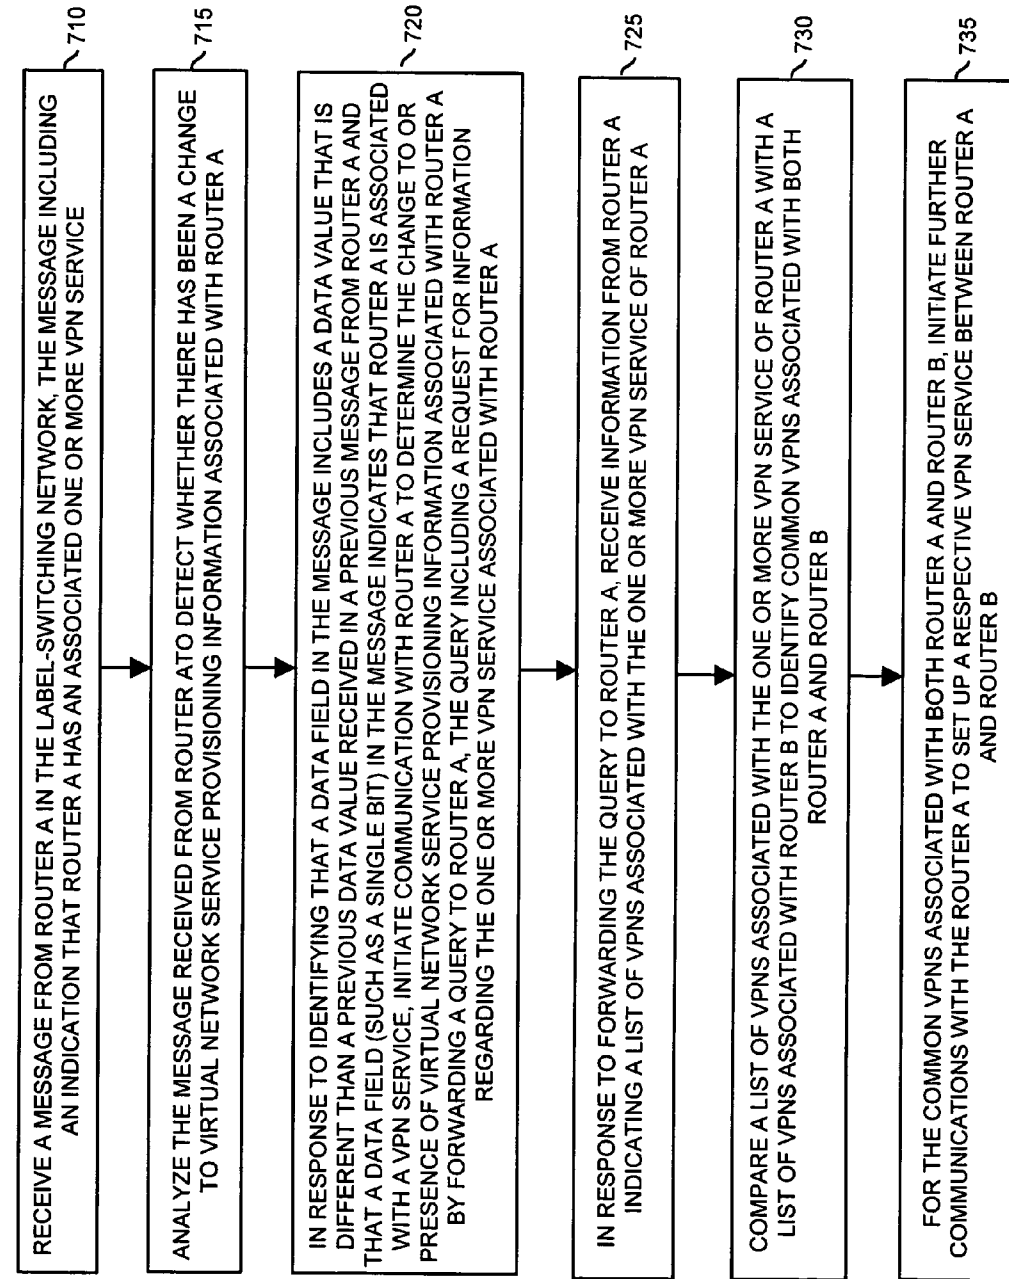 RECEIVE A MESSAGE FROM ROUTER A IN THE LABEL-SWITCHING NETWORK, THE MESSAGE INCLUDING
AN INDICATION THAT ROUTER A HAS AN ASSOCIATED ONE OR MORE VPN SERVICE
710
ANALYZE THE MESSAGE RECEIVED FROM ROUTER ATO DETECT WHETHER THERE HAS BEEN A CHANGE
TO VIRTUAL NETWORK SERVICE PROVISIONING INFORMATION ASSOCIATED WITH ROUTER A
715
IN RESPONSE TO IDENTIFYING THAT A DATA FIELD IN THE MESSAGE INCLUDES A DATA VALUE THAT IS
DIFFERENT THAN A PREVIOUS DATA VALUE RECEIVED IN A PREVIOUS MESSAGE FROM ROUTER A AND
THAT A DATA FIELD (SUCH AS A SINGLE BIT) IN THE MESSAGE INDICATES THAT ROUTER A IS ASSOCIATED
WITH A VPN SERVICE, INITIATE COMMUNICATION WITH ROUTER A TO DETERMINE THE CHANGE TO OR
PRESENCE OF VIRTUAL NETWORK SERVICE PROVISIONING INFORMATION ASSOCIATED WITH ROUTER A
BY FORWARDING A QUERY TO ROUTER A, THE QUERY INCLUDING A REQUEST FOR INFORMATION
REGARDING THE ONE OR MORE VPN SERVICE ASSOCIATED WITH ROUTER A
720
IN RESPONSE TO FORWARDING THE QUERY TO ROUTER A, RECEIVE INFORMATION FROM ROUTER A
INDICATING A LIST OF VPNS ASSOCIATED WITH THE ONE OR MORE VPN SERVICE OF ROUTER A
725
COMPARE A LIST OF VPNS ASSOCIATED WITH THE ONE OR MORE VPN SERVICE OF ROUTER A WITH A
LIST OF VPNS ASSOCIATED WITH ROUTER B TO IDENTIFY COMMON VPNS ASSOCIATED WITH BOTH
ROUTER A AND ROUTER B
730
FOR THE COMMON VPNS ASSOCIATED WITH BOTH ROUTER A AND ROUTER B, INITIATE FURTHER
COMMUNICATIONS WITH THE ROUTER A TO SET UP A RESPECTIVE VPN SERVICE BETWEEN ROUTER A
AND ROUTER B
735